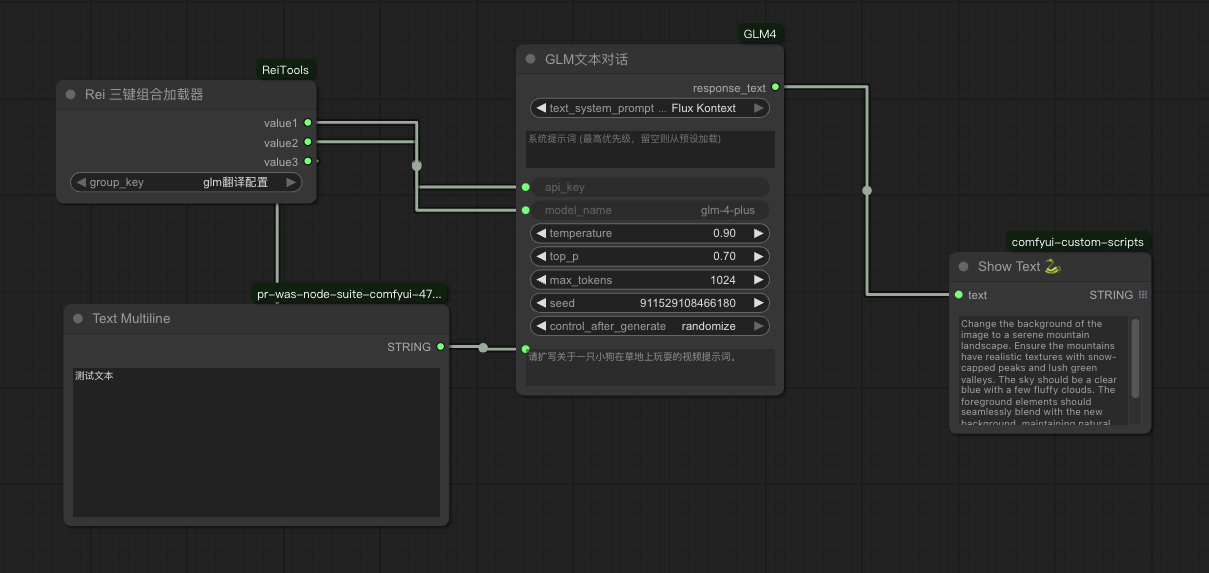 ReiTools
Rei 三键组合加载器
value1
value2
value3
group_key glm翻译配置
pr-was-node-suite-comfyui-47...
Text Multiline
STRING
测试文本
GLM4
GLM文本对话
response_text
text_system_prompt ... Flux Kontext
系统提示词 (最高优先级，留空则从预设加载)
api_key
model_name glm-4-plus
temperature 0.90
top_p 0.70
max_tokens 1024
seed 911529108466180
control_after_generate randomize
请扩写关于一只小狗在草地上玩耍的视频提示词。
comfyui-custom-scripts
Show Text 🐍
text STRING
Change the background of the
image to a serene mountain
landscape. Ensure the mountains
have realistic textures with snow-
capped peaks and lush green
valleys. The sky should be a clear
blue with a few fluffy clouds. The
foreground elements should
seamlessly blend with the new
background, maintaining natural